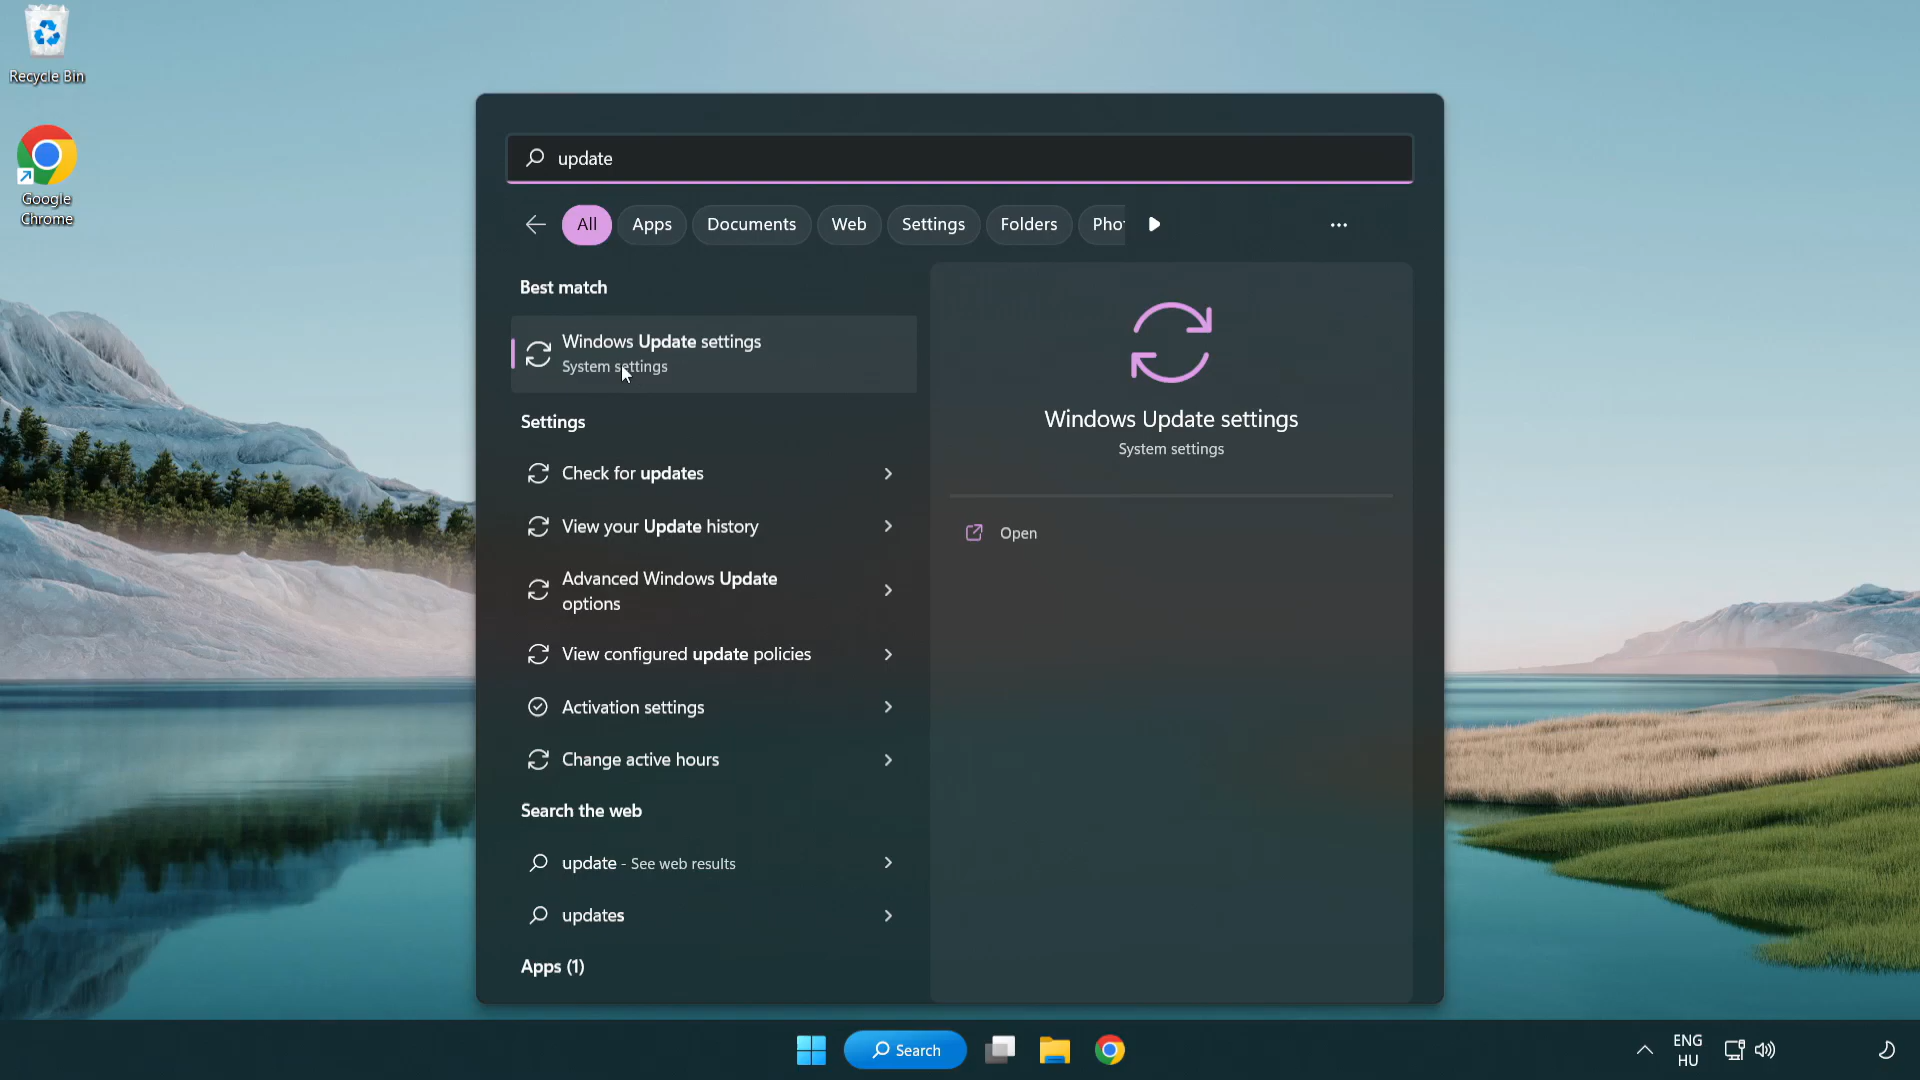 Recycle Bin
Google
Chrome
update
All
Apps
Documents
Web
Settings
Folders
Phot
Best match
Windows Update settings
System settings
Settings
Check for updates
View your Update history
Advanced Windows Update
options
View configured update policies
Activation settings
Change active hours
Search the web
update - See web results
updates
Apps (1)
Windows Update settings
System settings
Open
Search
ENG
HU